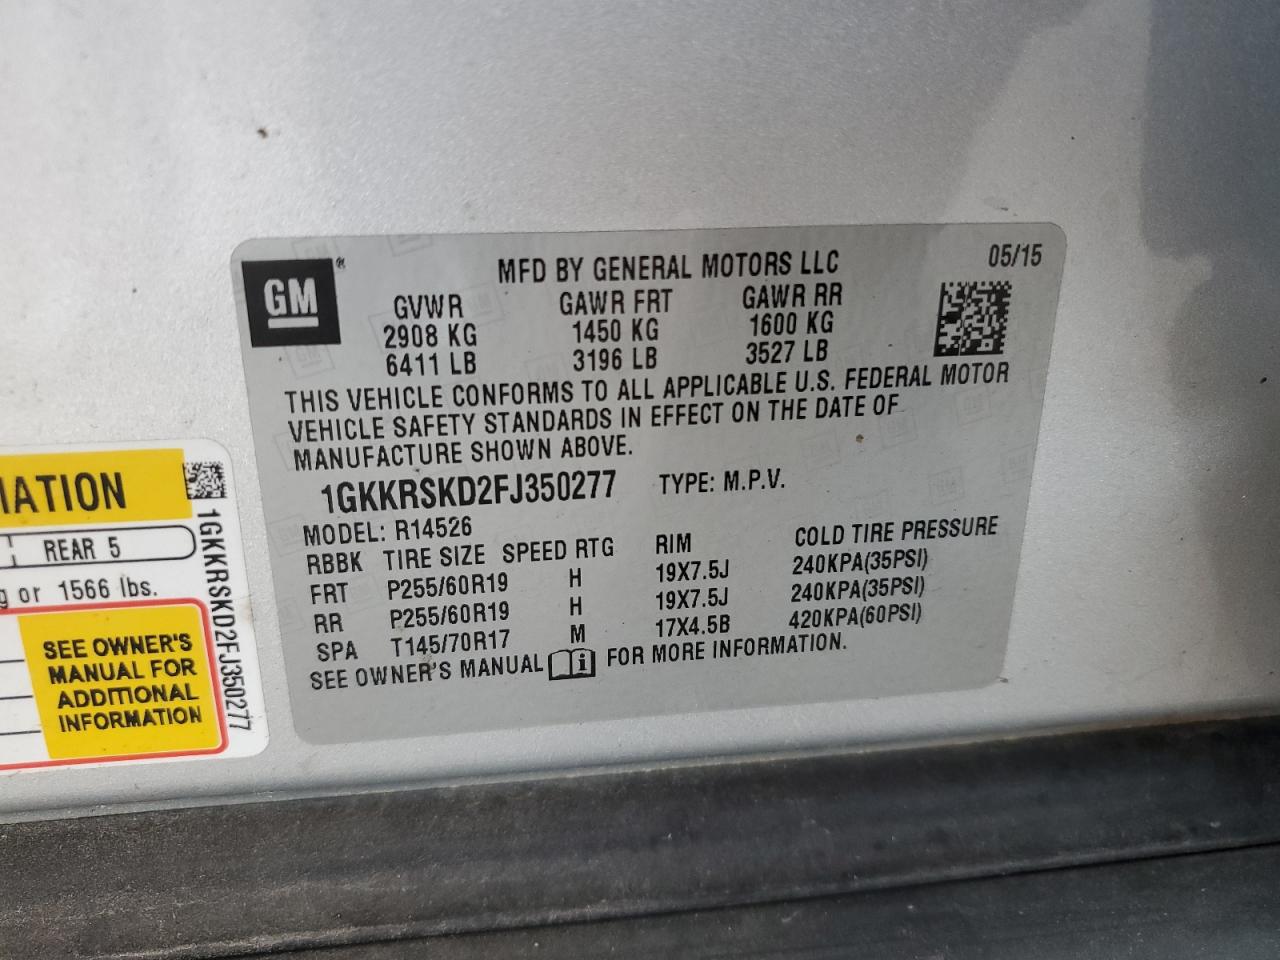 GM ®
MFD BY GENERAL MOTORS LLC 05/15
GVWR GAWR FRT GAWR RR
2908 KG 1450 KG 1600 KG
6411 LB 3196 LB 3527 LB
THIS VEHICLE CONFORMS TO ALL APPLICABLE U.S. FEDERAL MOTOR
VEHICLE SAFETY STANDARDS IN EFFECT ON THE DATE OF
MANUFACTURE SHOWN ABOVE.
1GKKRSKD2FJ350277 TYPE: M.P.V.
MODEL: R14526
RBBK TIRE SIZE SPEED RTG RIM COLD TIRE PRESSURE
FRT P255/60R19 H 19X7.5J 240KPA(35PSI)
RR P255/60R19 H 19X7.5J 240KPA(35PSI)
SPA T145/70R17 M 17X4.5B 420KPA(60PSI)
SEE OWNER'S MANUAL i FOR MORE INFORMATION.
IATION
REAR 5
g or 1566 lbs.
SEE OWNER'S
MANUAL FOR
ADDITIONAL
INFORMATION
1GKKRSKD2FJ350277